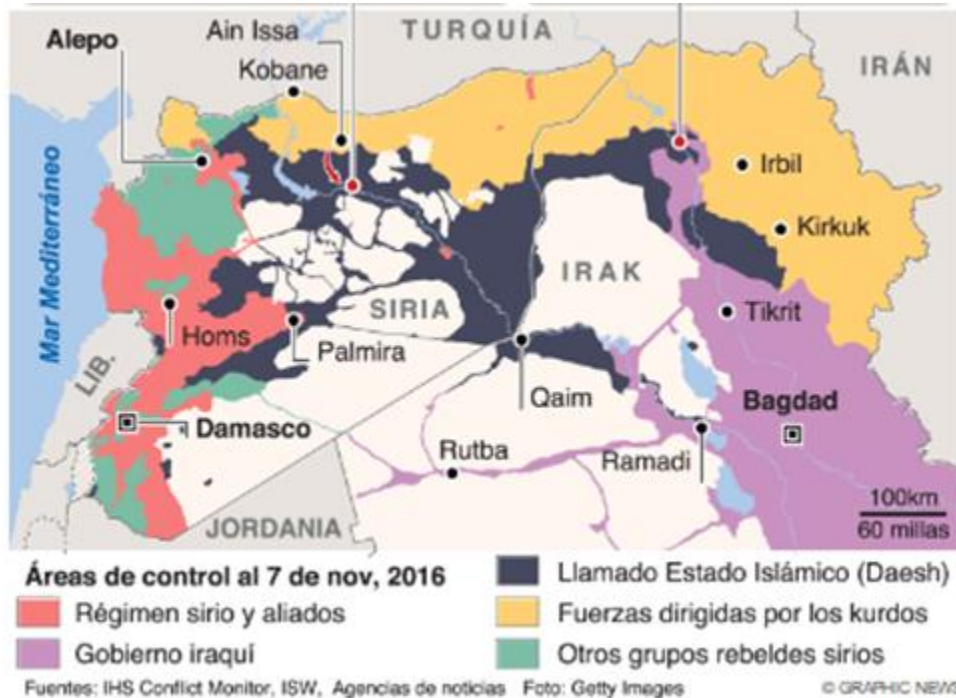 TURQUÍA
IRÁN
Alepo
Ain Issa
Kobane
Mar Mediterráneo
Irbil
Kirkuk
IRAK
SIRIA
Tikrit
Homs
Palmira
LIB.
Qaim
Bagdad
Damasco
Rutba
Ramadi
JORDANIA
100km
60 millas
Áreas de control al 7 de nov, 2016
Régimen sirio y aliados
Gobierno iraquí
Llamado Estado Islámico (Daesh)
Fuerzas dirigidas por los kurdos
Otros grupos rebeldes sirios
Fuentes: IHS Conflict Monitor, ISW, Agencias de noticias Foto: Getty Images
© GRAPHIC NEWS